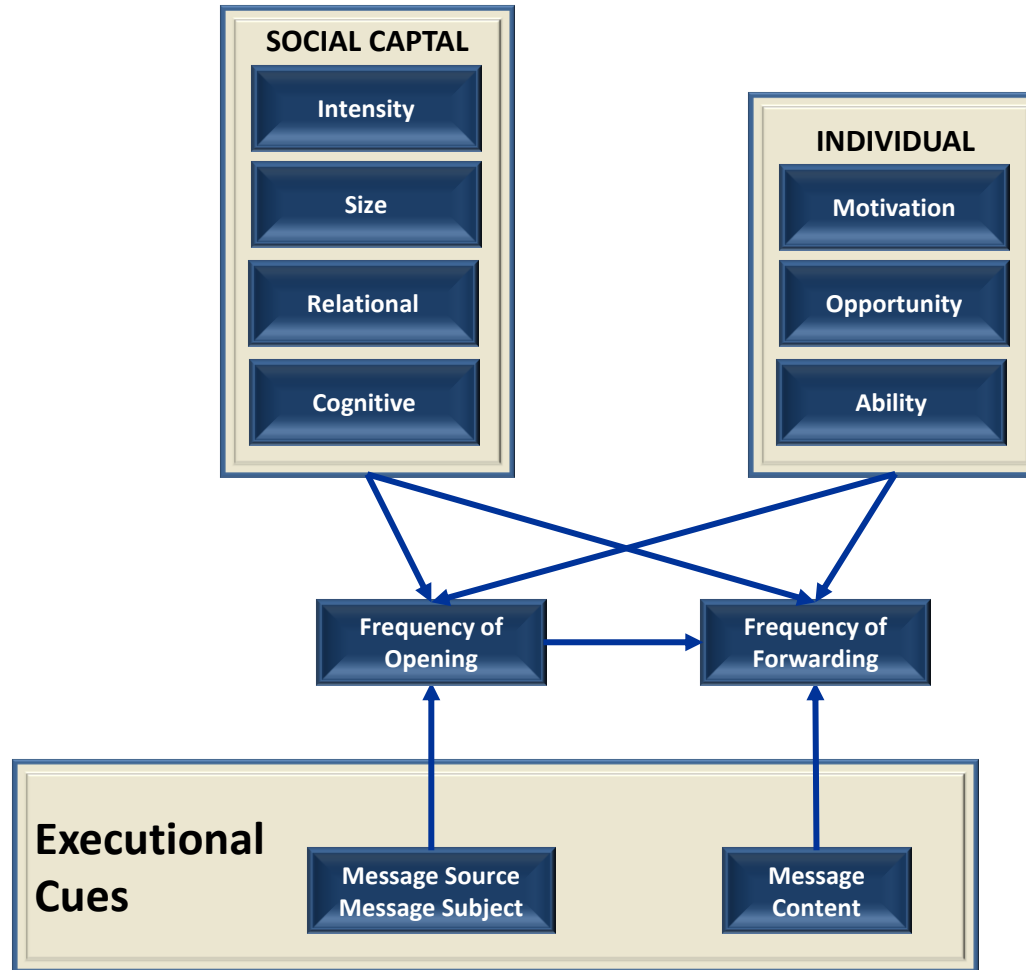 SOCIAL CAPTAL
Intensity
Size
Relational
Cognitive
INDIVIDUAL
Motivation
Opportunity
Ability
Frequency of
Opening
Frequency of
Forwarding
Executional
Cues
Message Source
Message Subject
Message
Content